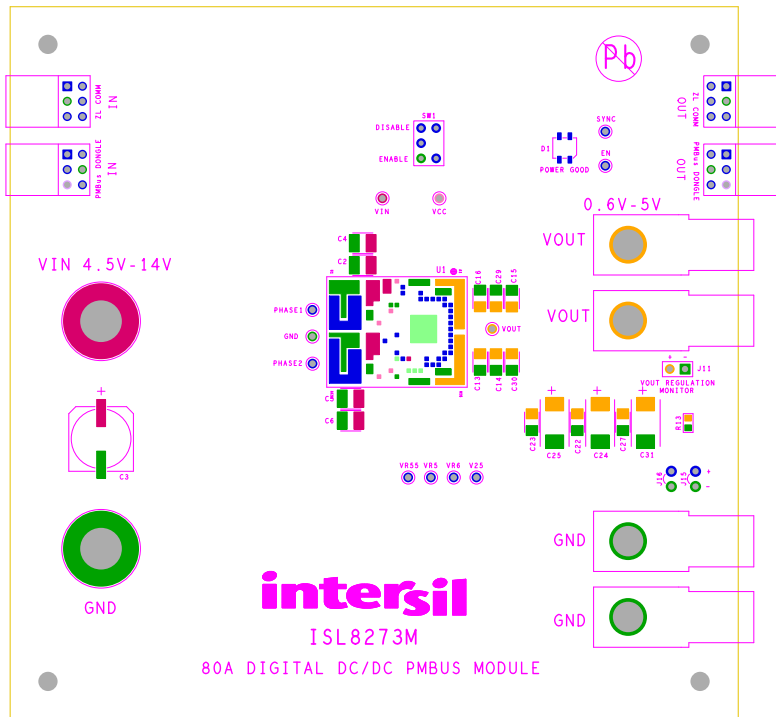 Pb
ZL COMM
IN
PMBus DONGLE
IN
SW1
DISABLE
ENABLE
D1
POWER GOOD
SYNC
EN
OUT
ZL COMM
OUT
PMBus DONGLE
VIN
VCC
0.6V-5V
VOUT
VOUT
VIN 4.5V-14V
C4
C2
U1
C16
C29
C15
PHASE1
GND
PHASE2
VOUT
C13
C14
C30
+ -
J11
VOUT REGULATION
MONITOR
C6
+
C3
C23
C25
C22
+
C24
C27
+
C31
+
R13
VR55
VR5
VR6
V25
J16
J15
+
-
GND
GND
GND
intersil
ISL8273M
80A DIGITAL DC/DC PMBUS MODULE